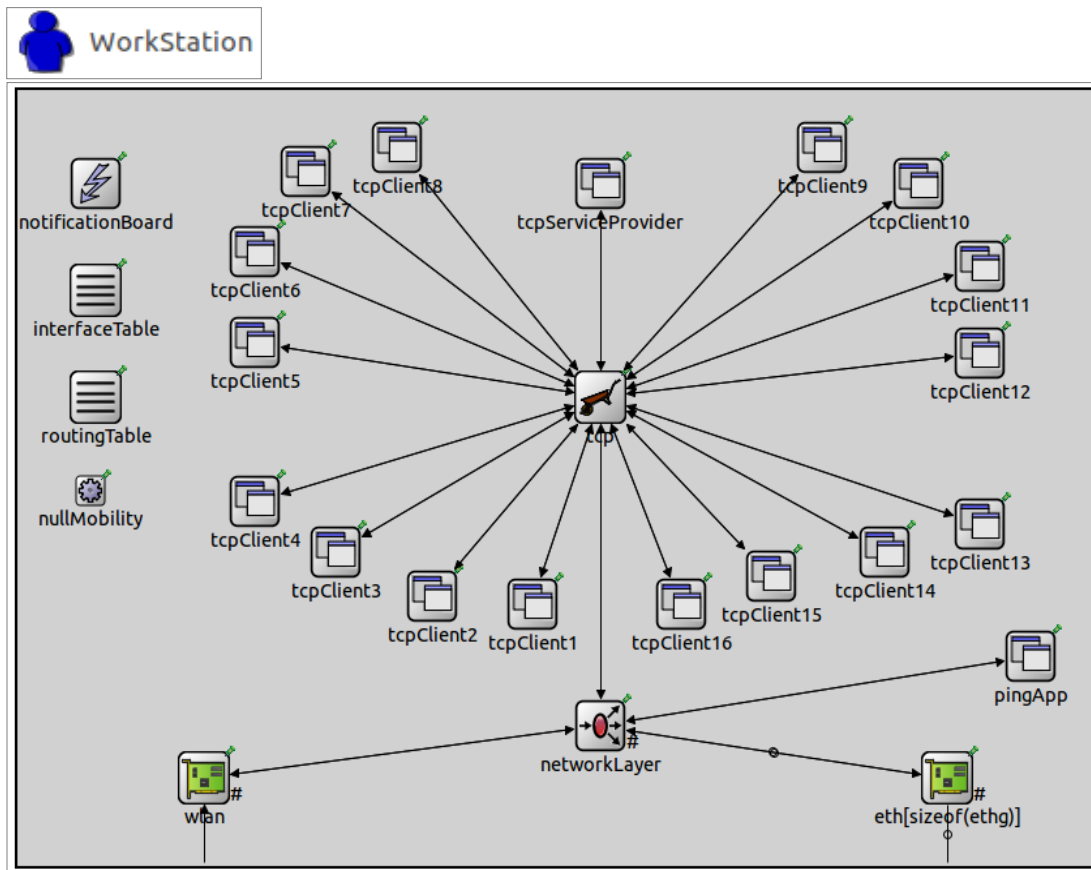 WorkStation
tcpClient8
tcpClient9
notificationBoard
tcpClient7
tcpServiceProvider
tcpClient10
tcpClient6
tcpClient11
interfaceTable
tcpClient5
tcpClient12
routingTable
tcp
nullMobility
tcpClient4
tcpClient13
tcpClient3
tcpClient14
tcpClient2
tcpClient1
tcpClient16
tcpClient15
pingApp
#
networkLayer
#
wlan
#
eth[sizeof(ethg)]